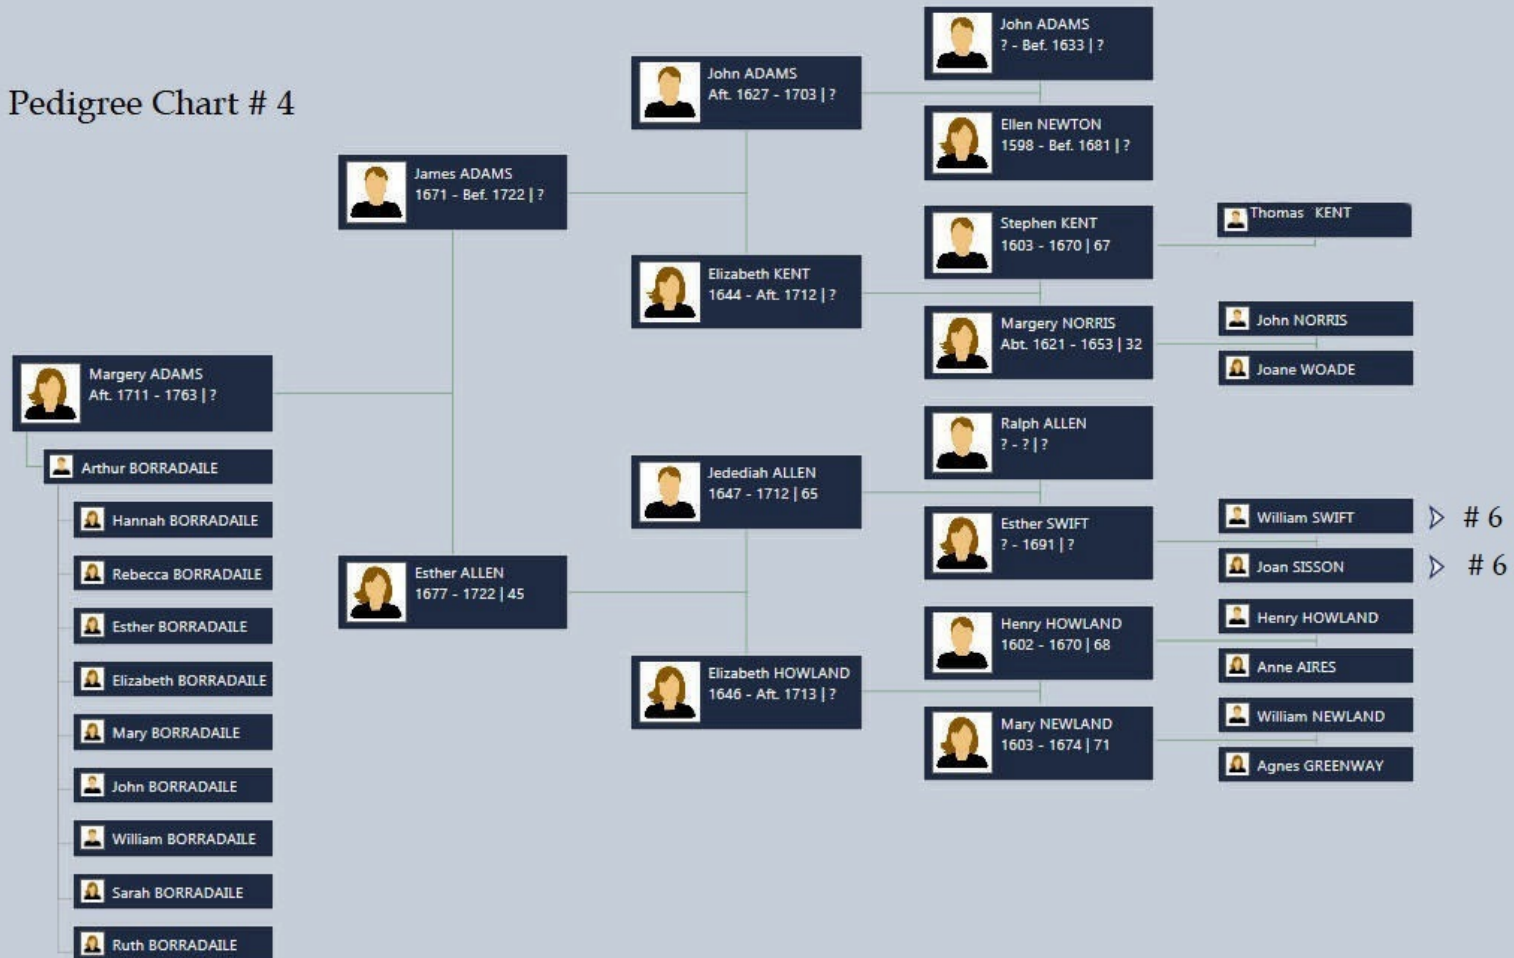 Pedigree Chart # 4
Margery ADAMS
Aft. 1711 - 1763 | ?
Arthur BORRADAILE
Hannah BORRADAILE
Rebecca BORRADAILE
Esther BORRADAILE
Elizabeth BORRADAILE
Mary BORRADAILE
John BORRADAILE
William BORRADAILE
Sarah BORRADAILE
Ruth BORRADAILE
James ADAMS
1671 - Bef. 1722 | ?
Esther ALLEN
1677 - 1722 | 45
John ADAMS
Aft. 1627 - 1703 | ?
Elizabeth KENT
1644 - Aft. 1712 | ?
Jedediah ALLEN
1647 - 1712 | 65
Elizabeth HOWLAND
1646 - Aft. 1713 | ?
John ADAMS
? - Bef. 1633 | ?
Ellen NEWTON
1598 - Bef. 1681 | ?
Stephen KENT
1603 - 1670 | 67
Margery NORRIS
Abt. 1621 - 1653 | 32
Ralph ALLEN
? - ? | ?
Esther SWIFT
? - 1691 | ?
Henry HOWLAND
1602 - 1670 | 68
Mary NEWLAND
1603 - 1674 | 71
Thomas KENT
John NORRIS
Joane WOADE
William SWIFT # 6
Joan SISSON # 6
Henry HOWLAND
Anne AIRES
William NEWLAND
Agnes GREENWAY